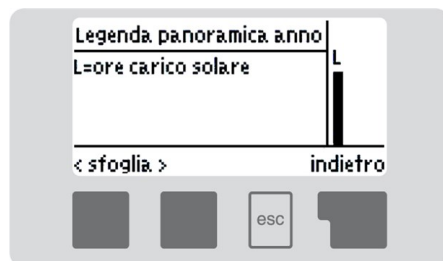 Legenda panoramica anno
L
L=ore carico solare
< sfoglia >
indietro
esc